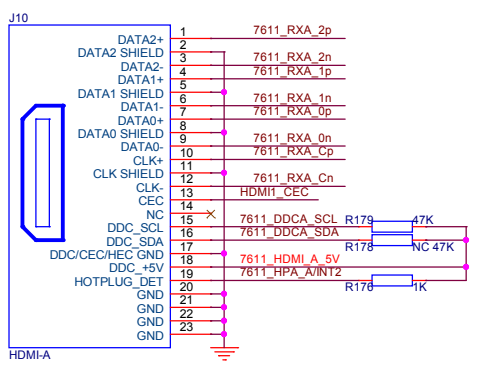 J10
DATA2+ 1 7611_RXA_2p
DATA2 SHIELD 2
DATA2- 3 7611_RXA_2n
DATA1+ 4 7611_RXA_1p
DATA1 SHIELD 5
DATA1- 6 7611_RXA_1n
DATA0+ 7 7611_RXA_0p
DATA0 SHIELD 8
DATA0- 9 7611_RXA_0n
CLK+ 10 7611_RXA_Cp
CLK SHIELD 11
CLK- 12 7611_RXA_Cn
CEC 13 HDMI1_CEC
NC 14
DDC_SCL 15 7611_DDCA_SCL R179 47K
DDC_SDA 16 7611_DDCA_SDA R178 NC 47K
DDC/CEC/HEC GND 17
DDC_+5V 18 7611_HDMI_A_5V
HOTPLUG_DET 19 7611_HPA_A/INT2 R176 1K
GND 20
GND 21
GND 22
GND 23
HDMI-A